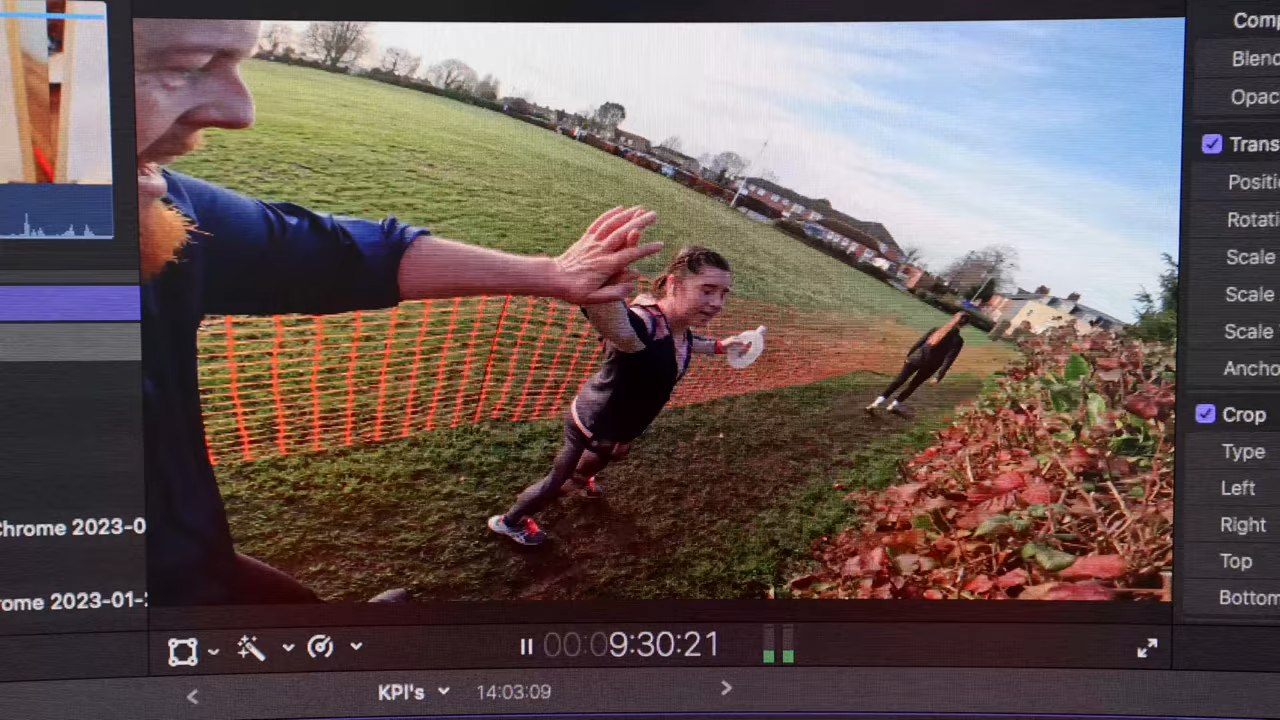 Comp
Blend
Opac
Trans
Positi
Rotati
Scale
Scale
Scale
Ancho
Crop
Type
Left
Right
Top
Bottom
Chrome 2023-0
rome 2023-01-2
00:09:30:21
KPI's
14:03:09